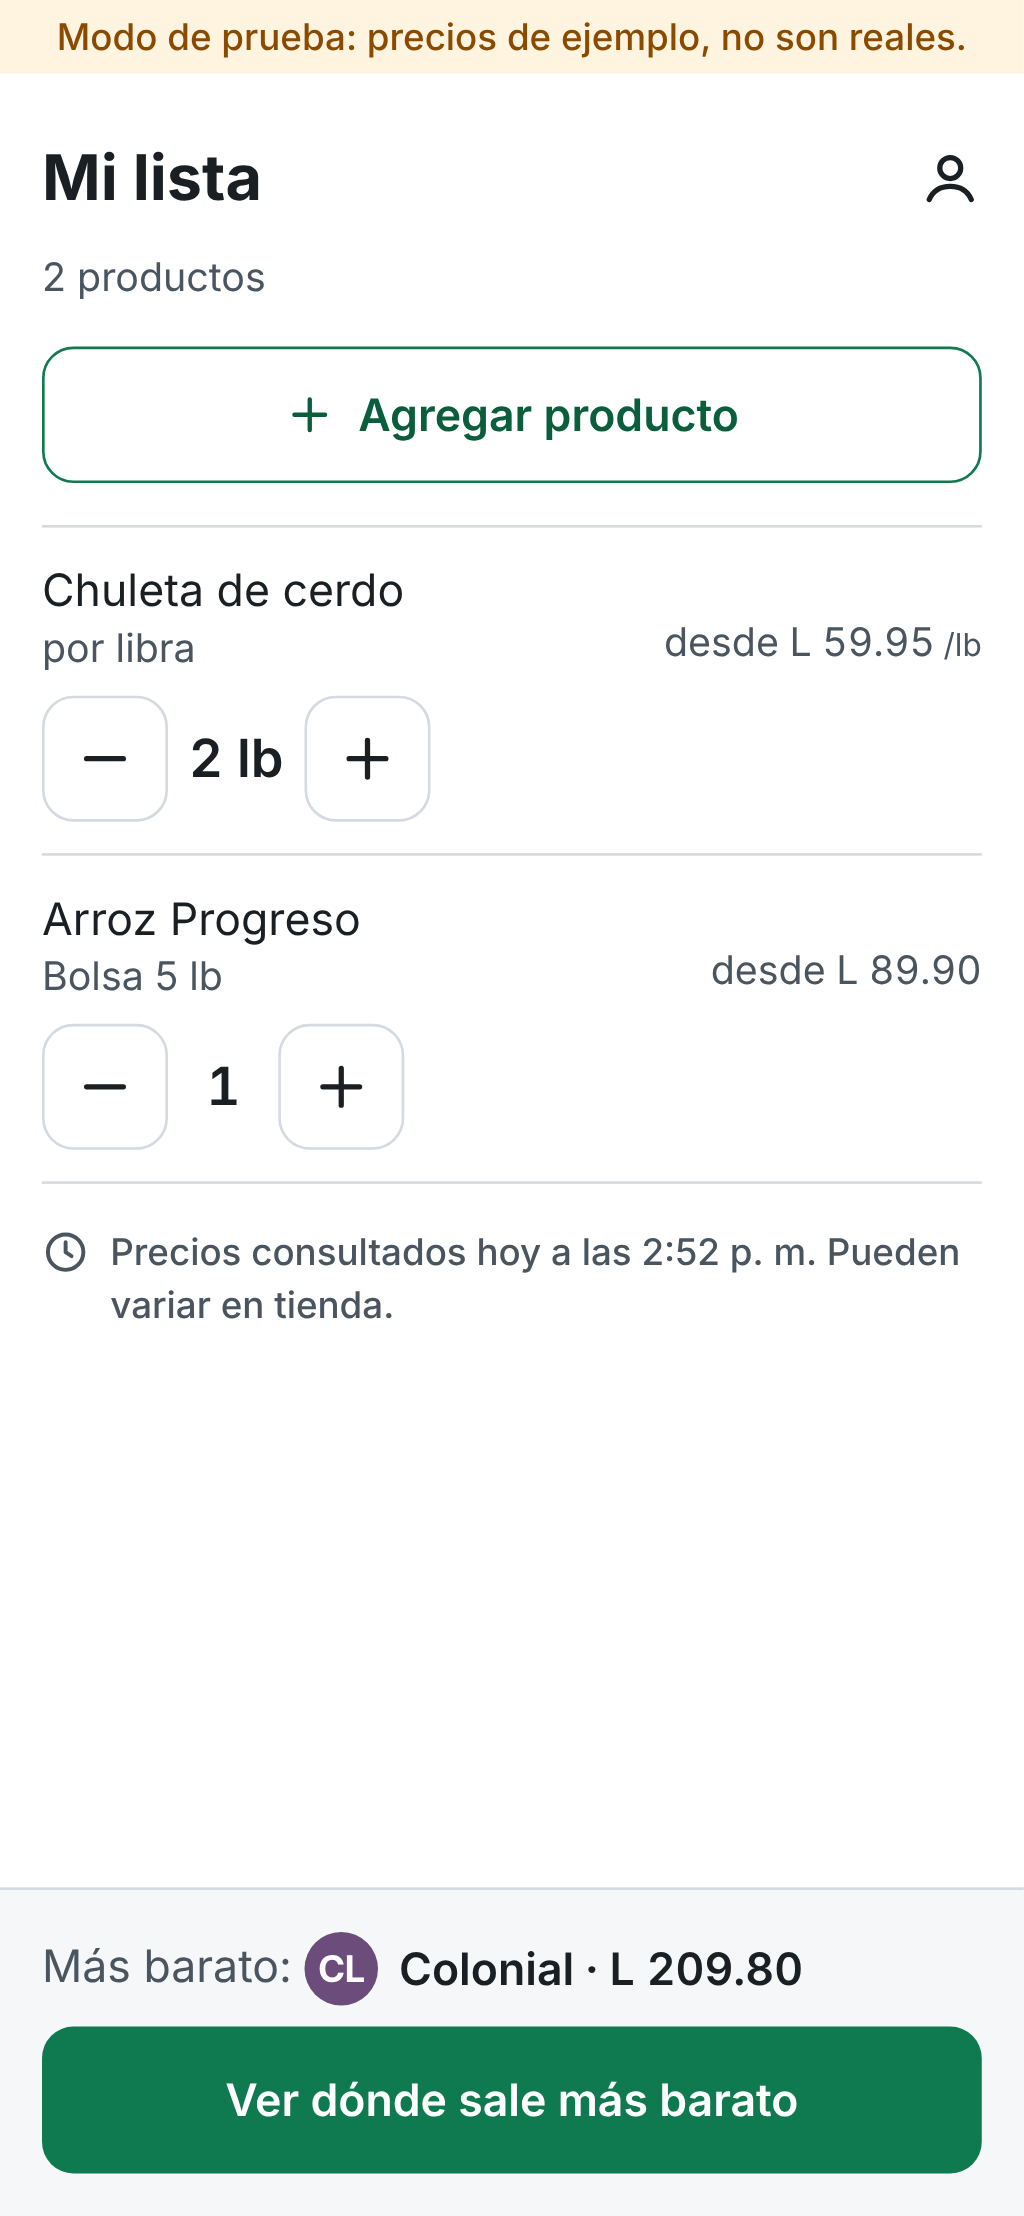 Modo de prueba: precios de ejemplo, no son reales.
Mi lista
2 productos
+ Agregar producto
Chuleta de cerdo
por libra
desde L 59.95 /lb
− 2 lb +
Arroz Progreso
Bolsa 5 lb
desde L 89.90
− 1 +
Precios consultados hoy a las 2:52 p. m. Pueden
variar en tienda.
Más barato: CL Colonial · L 209.80
Ver dónde sale más barato